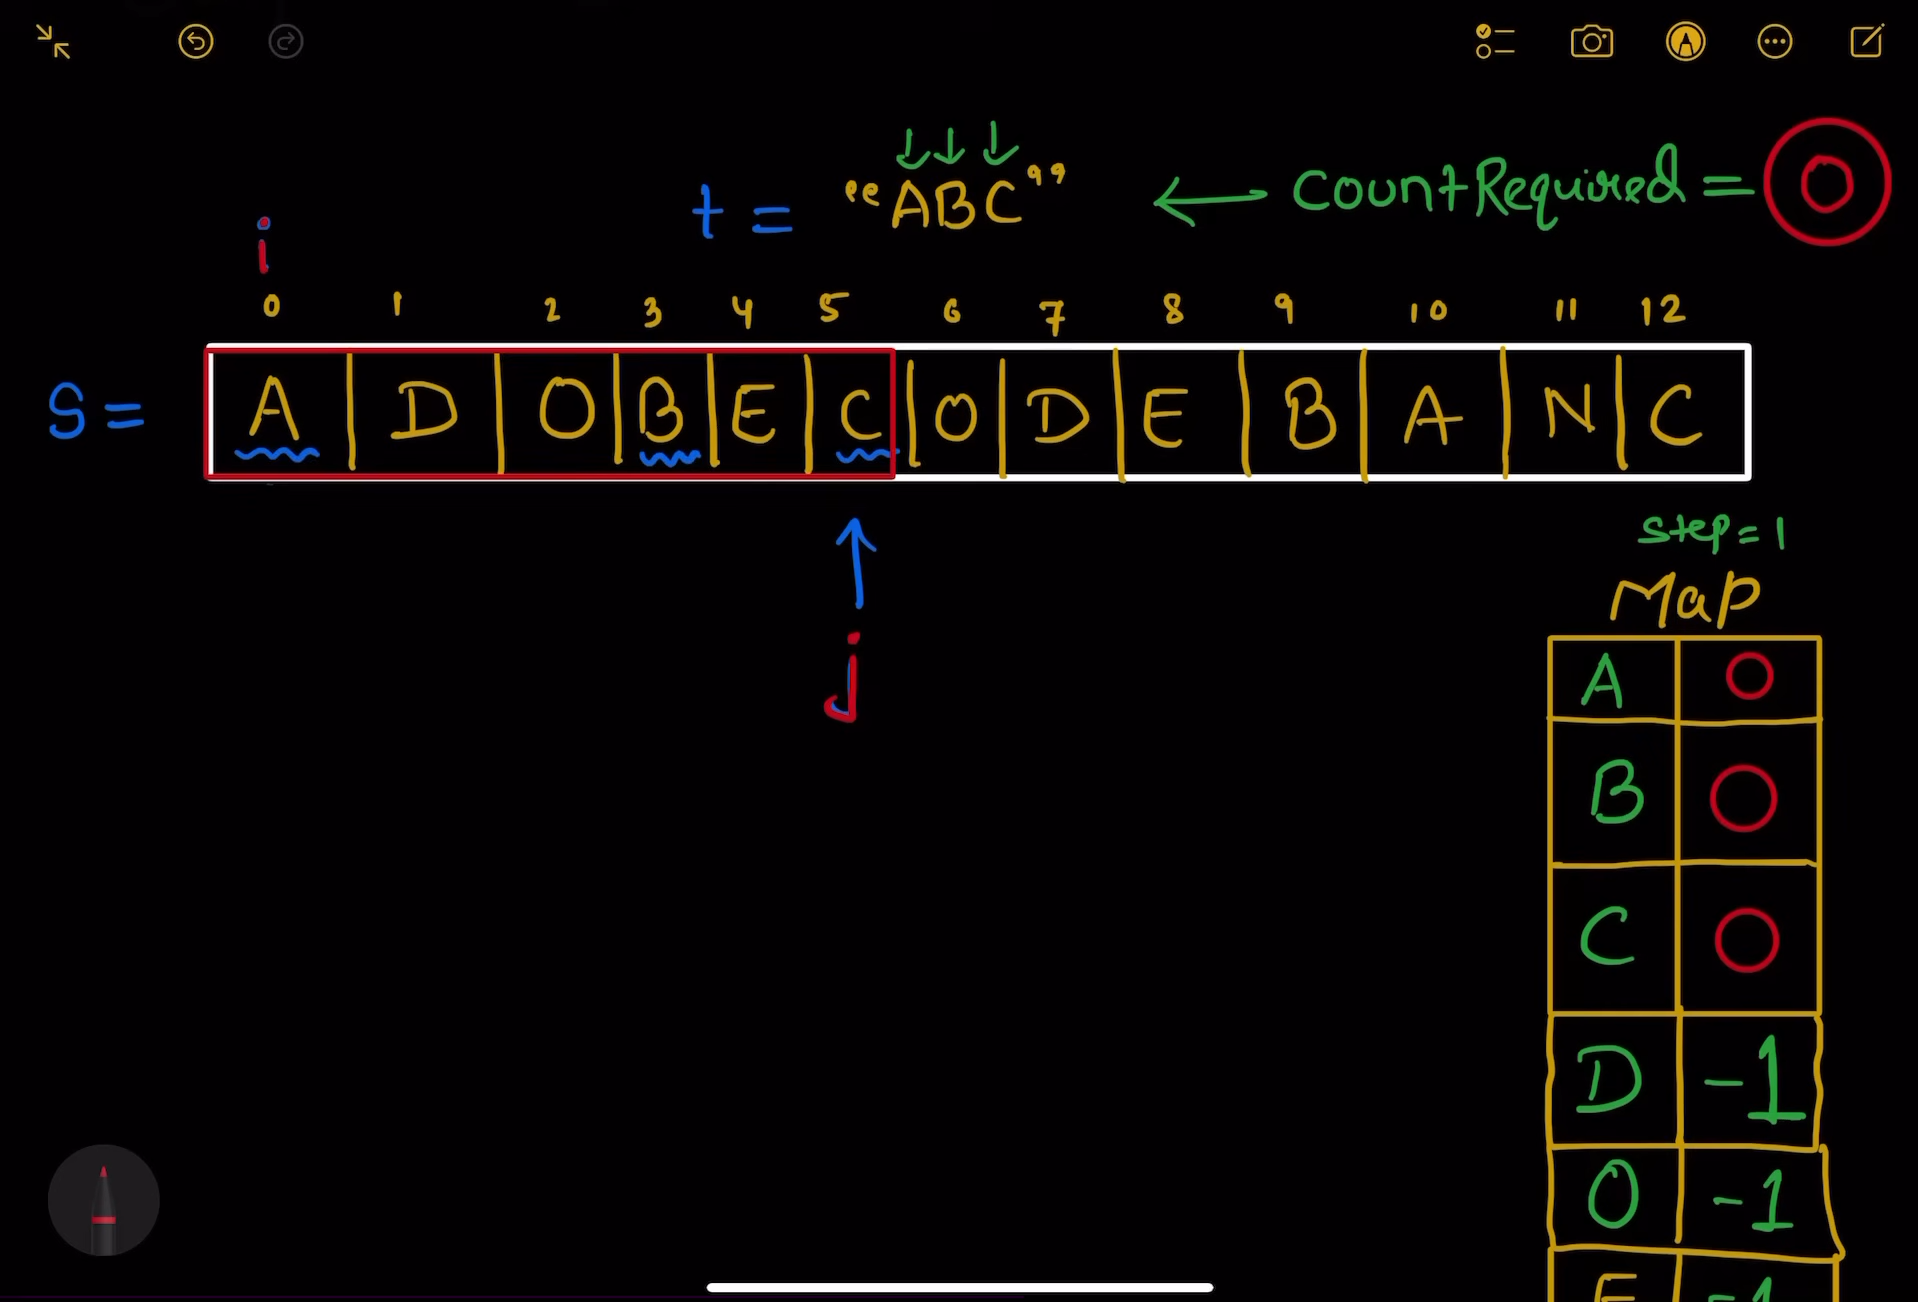 t = "ABC" ← CountRequired = 0
i
0 1 2 3 4 5 6 7 8 9 10 11 12
S = A D O B E C O D E B A N C
j
step = 1
Map
A 0
B 0
C 0
D -1
O -1
E -1